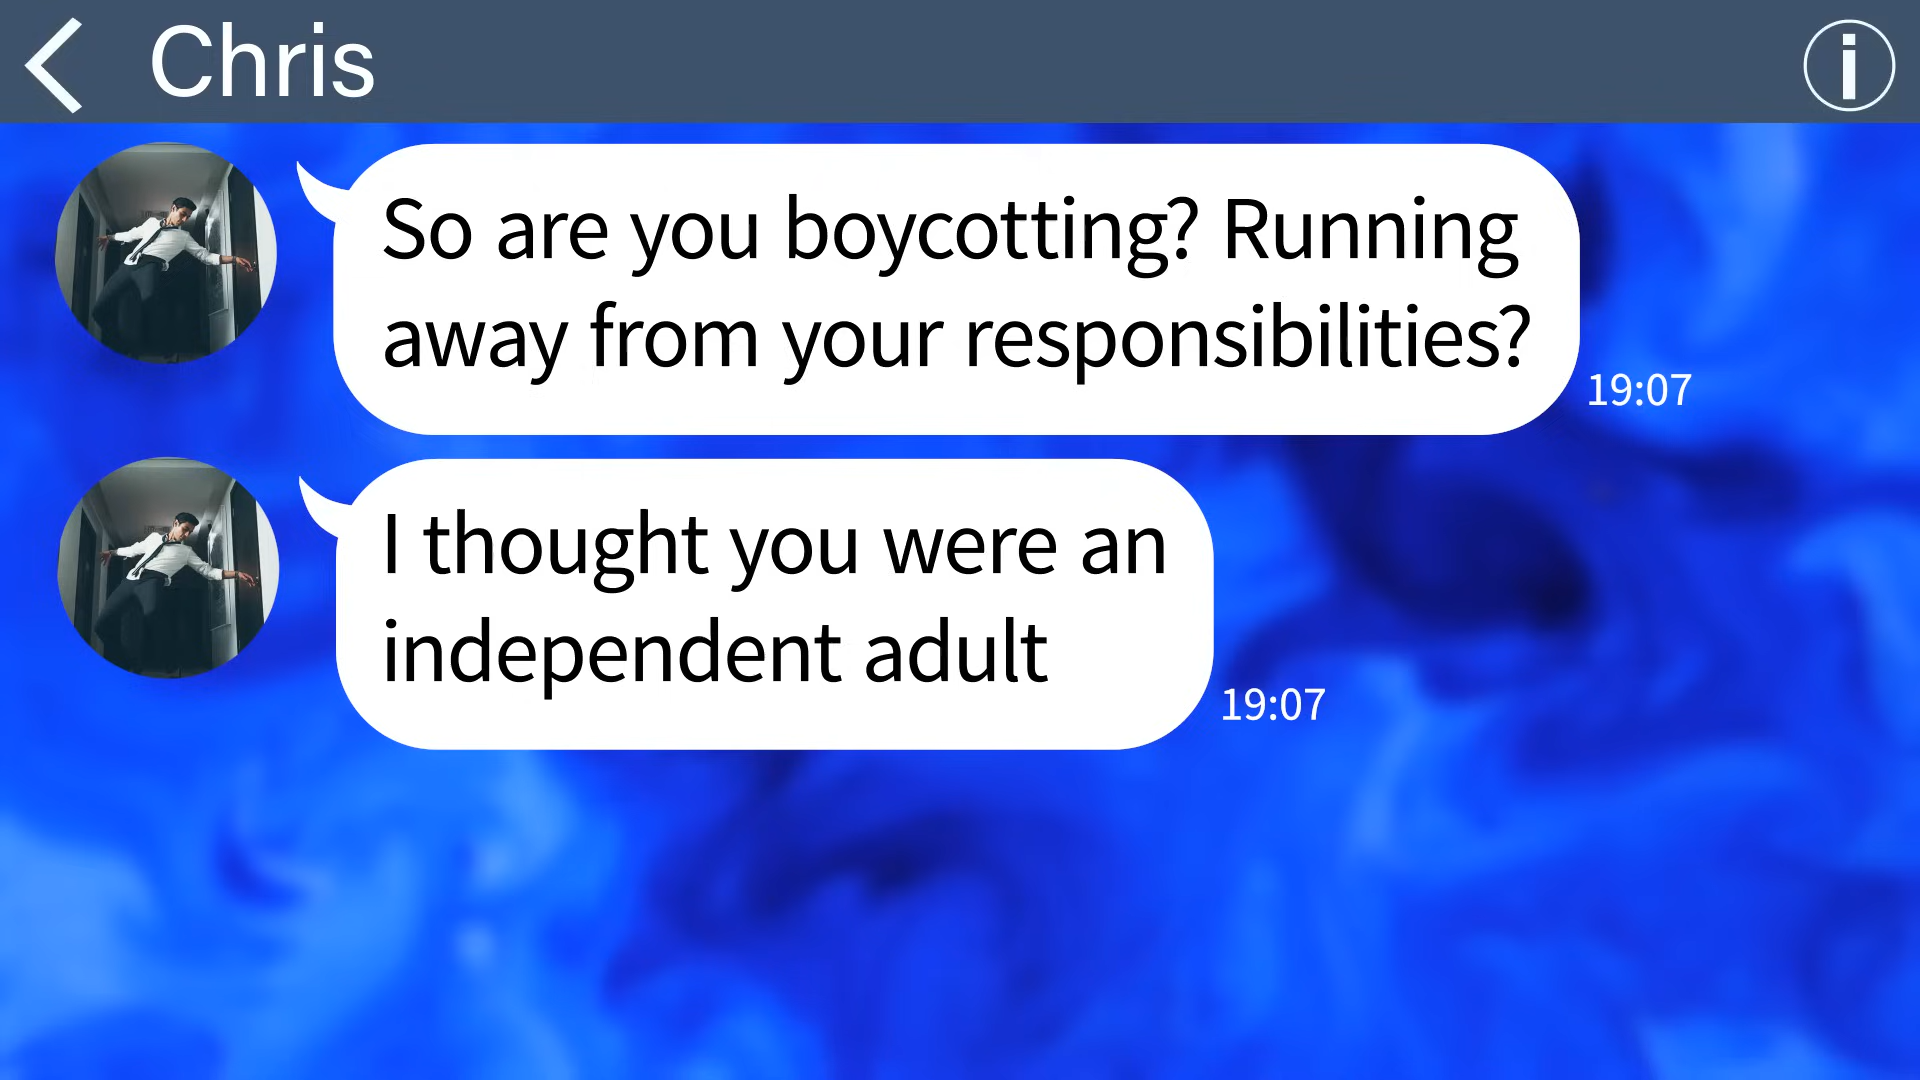 Chris
So are you boycotting? Running
away from your responsibilities?
19:07
I thought you were an
independent adult
19:07